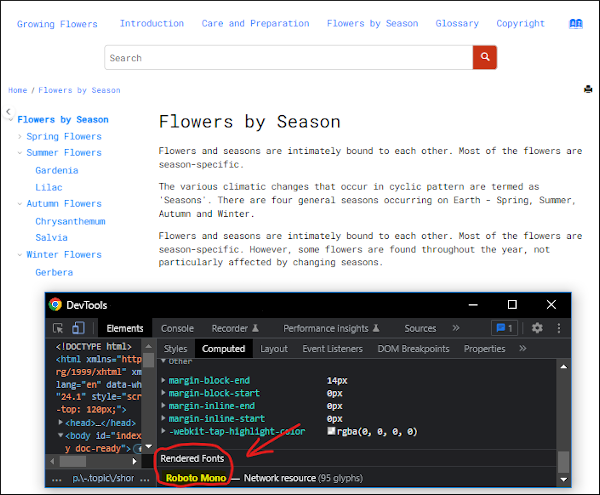 Growing Flowers Introduction Care and Preparation Flowers by Season Glossary Copyright
Search
Home / Flowers by Season
Flowers by Season
Spring Flowers
Summer Flowers
Gardenia
Lilac
Autumn Flowers
Chrysanthemum
Salvia
Winter Flowers
Gerbera
Flowers by Season
Flowers and seasons are intimately bound to each other. Most of the flowers are
season-specific.
The various climatic changes that occur in cyclic pattern are termed as
'Seasons'. There are four general seasons occurring on Earth - Spring, Summer,
Autumn and Winter.
Flowers and seasons are intimately bound to each other. Most of the flowers are
season-specific. However, some flowers are found throughout the year, not
particularly affected by changing seasons.
DevTools
Elements Console Recorder Performance insights Sources » 1
<!DOCTYPE html>
<html xmlns="http
rg/1999/xhtml" xm
lang="en" data-wh
"24.1" style="scr
-top: 120px;">
<head>…</head>
<body id="index
y doc-ready">
... p.\-.topic\/shor ...
Styles Computed Layout Event Listeners DOM Breakpoints Properties »
Other
margin-block-end 14px
margin-block-start 0px
margin-inline-end 0px
margin-inline-start 0px
-webkit-tap-highlight-color rgba(0, 0, 0, 0)
Rendered Fonts
Roboto Mono — Network resource (95 glyphs)